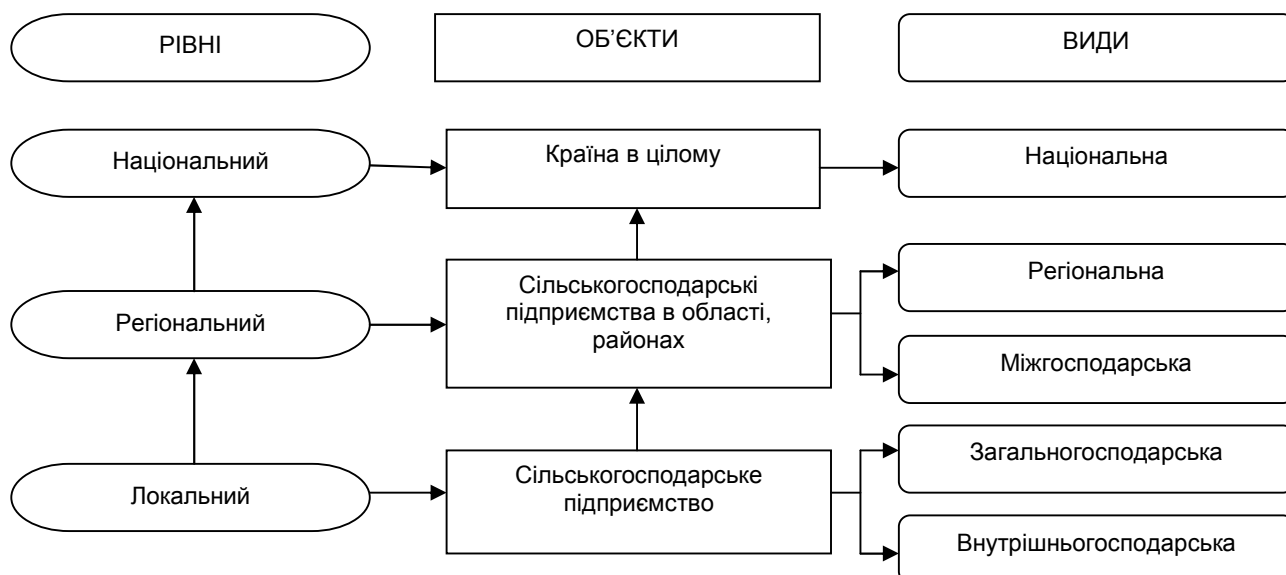 РІВНІ
ОБ’ЄКТИ
ВИДИ
Національний
Країна в цілому
Національна
Регіональний
Сільськогосподарські
підприємства в області,
районах
Регіональна
Міжгосподарська
Локальний
Сільськогосподарське
підприємство
Загальногосподарська
Внутрішньогосподарська